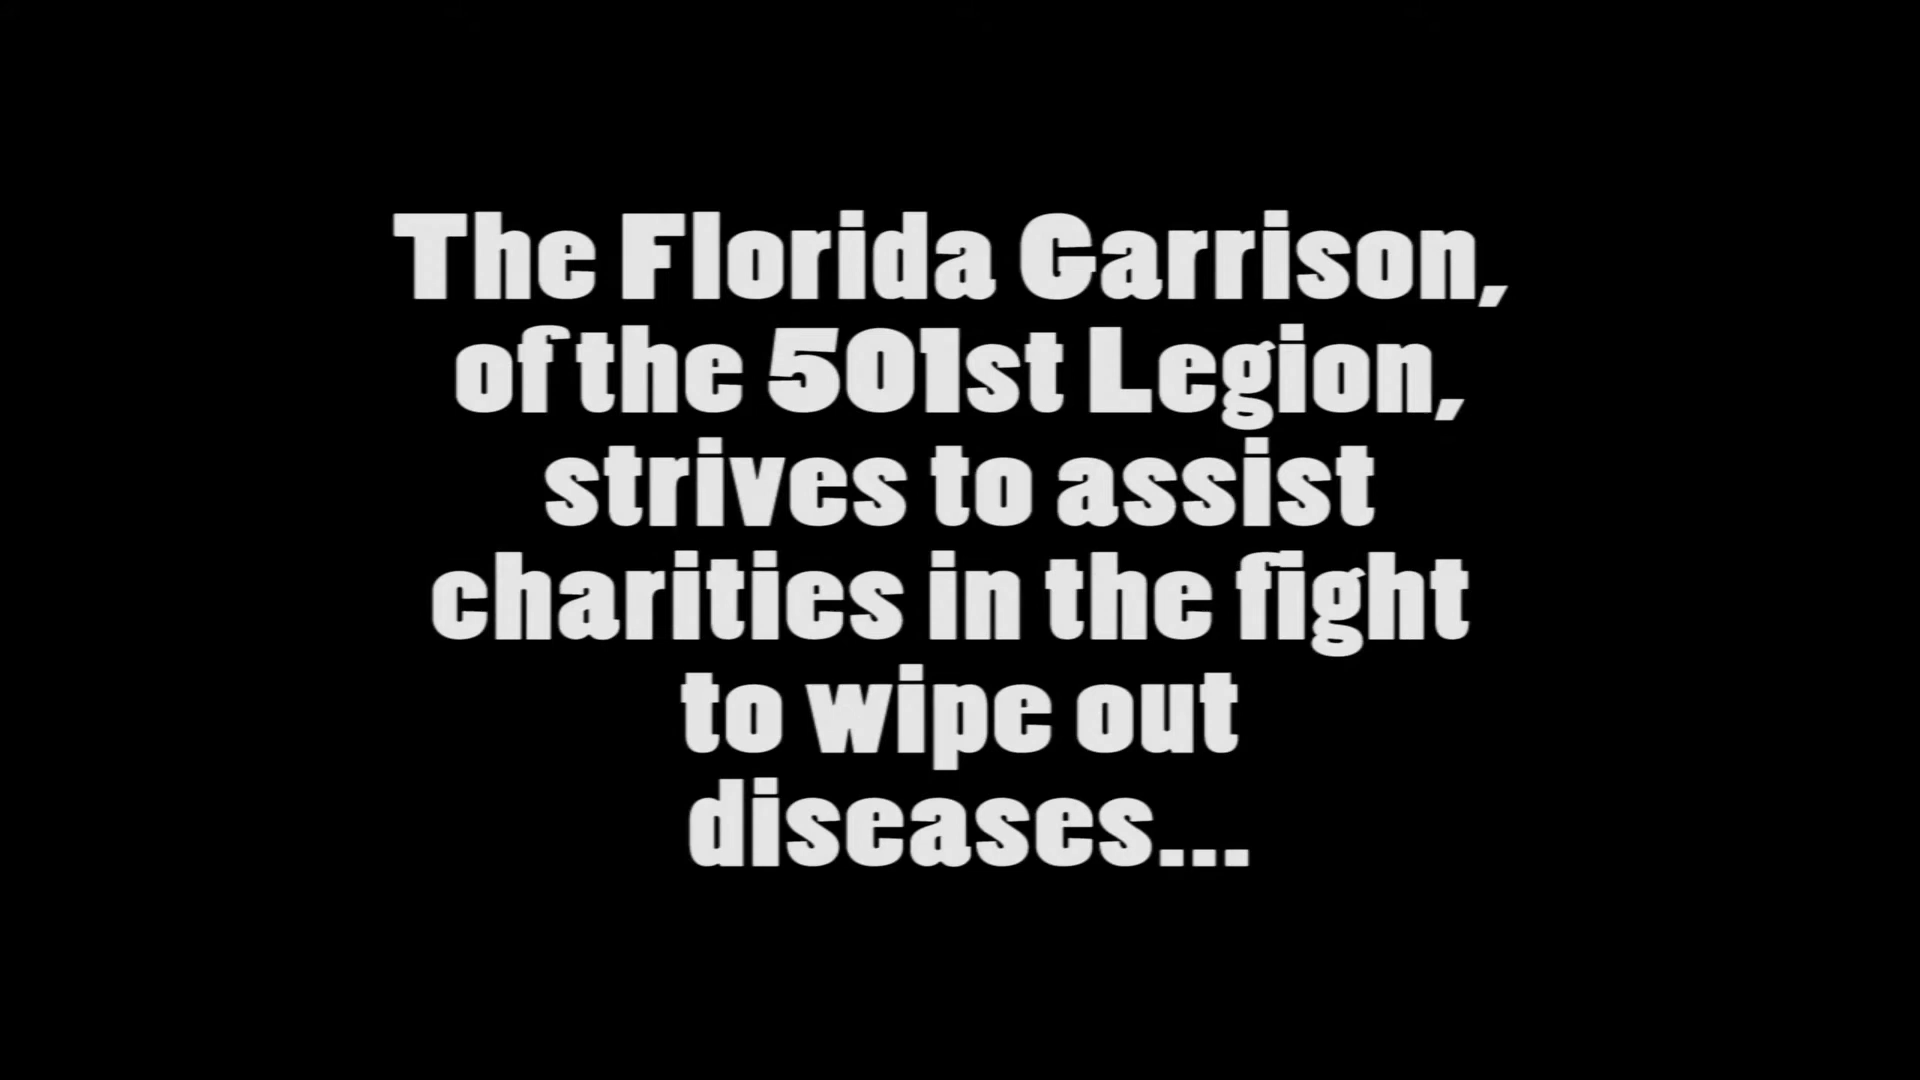 The Florida Garrison,
of the 501st Legion,
strives to assist
charities in the fight
to wipe out
diseases...